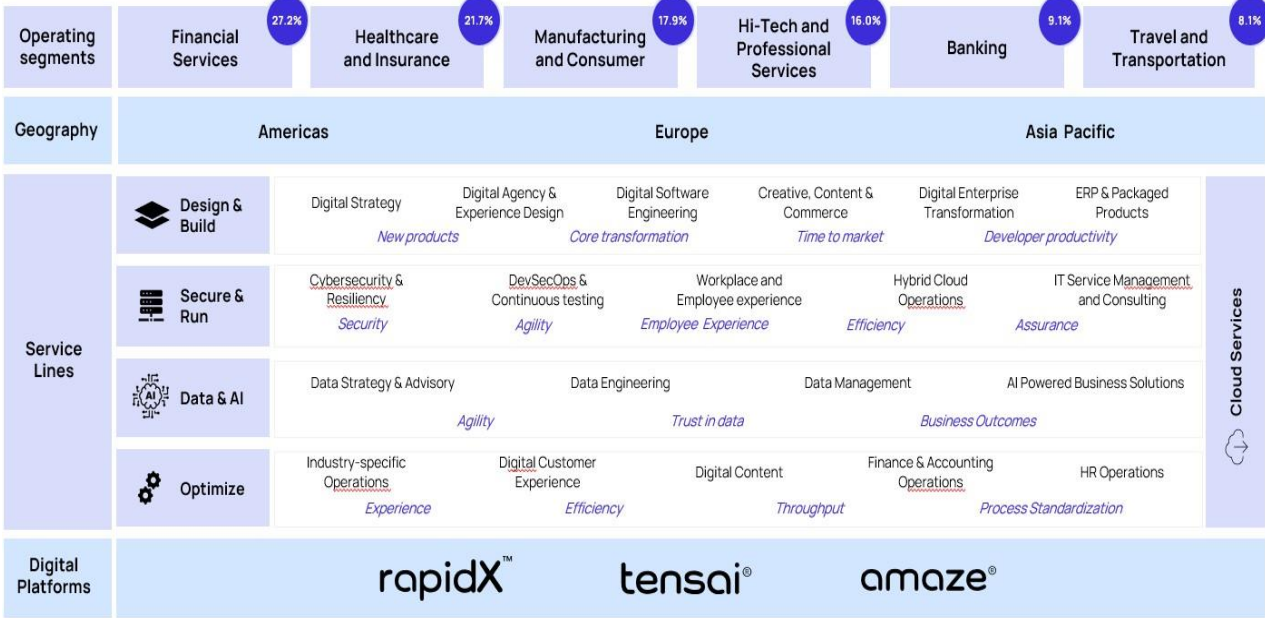 Operating
segments
Financial
Services
27.2%
Healthcare
and Insurance
21.7%
Manufacturing
and Consumer
17.9%
Hi-Tech and
Professional
Services
16.0%
Banking
9.1%
Travel and
Transportation
8.1%
Geography
Americas
Europe
Asia Pacific
Service
Lines
Design &
Build
Digital Strategy
Digital Agency &
Experience Design
Digital Software
Engineering
Creative, Content &
Commerce
Digital Enterprise
Transformation
ERP & Packaged
Products
New products
Core transformation
Time to market
Developer productivity
Secure &
Run
Cybersecurity &
Resiliency
DevSecOps &
Continuous testing
Workplace and
Employee experience
Hybrid Cloud
Operations
IT Service Management
and Consulting
Security
Agility
Employee Experience
Efficiency
Assurance
AI
Data & AI
Data Strategy & Advisory
Data Engineering
Data Management
AI Powered Business Solutions
Agility
Trust in data
Business Outcomes
Optimize
Industry-specific
Operations
Digital Customer
Experience
Digital Content
Finance & Accounting
Operations
HR Operations
Experience
Efficiency
Throughput
Process Standardization
Cloud Services
Digital
Platforms
rapidX™
tensai®
amaze®